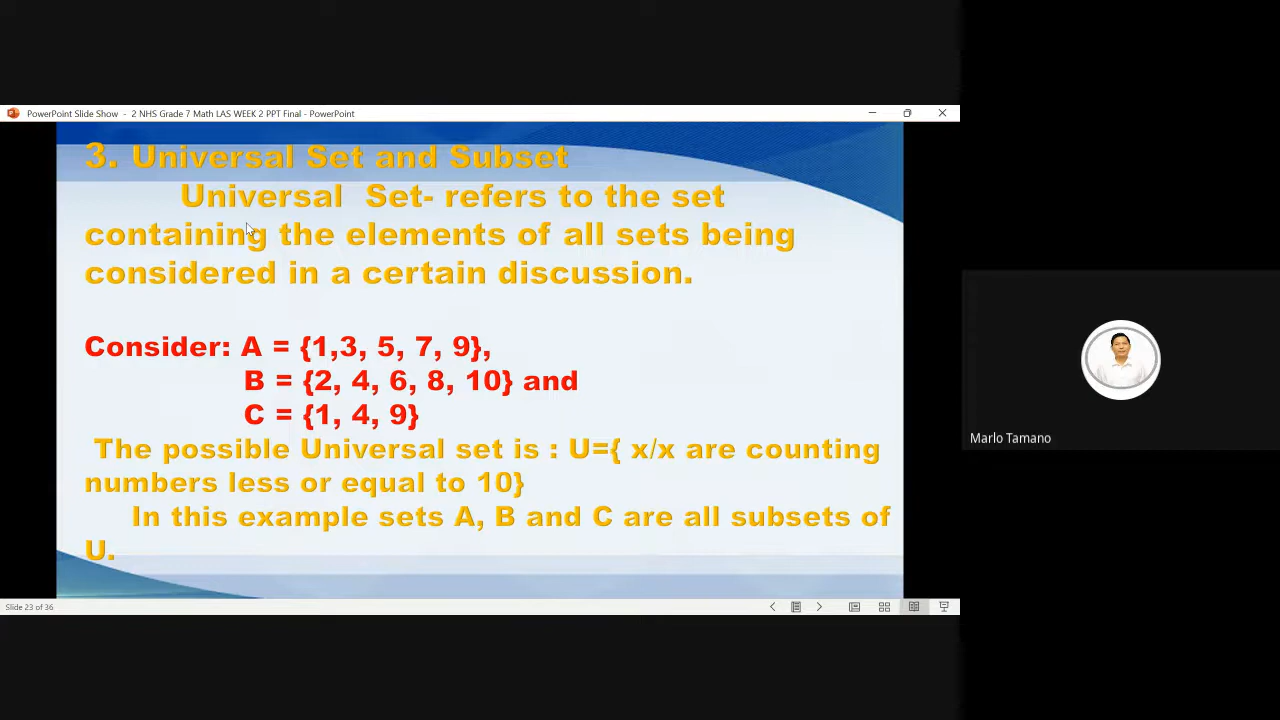 PowerPoint Slide Show - 2 NHS Grade 7 Math LAS WEEK 2 PPT Final - PowerPoint
3. Universal Set and Subset
Universal Set- refers to the set
containing the elements of all sets being
considered in a certain discussion.
Consider: A = {1,3, 5, 7, 9},
B = {2, 4, 6, 8, 10} and
C = {1, 4, 9}
The possible Universal set is : U={ x/x are counting
numbers less or equal to 10}
In this example sets A, B and C are all subsets of
U.
Marlo Tamano
Slide 23 of 36